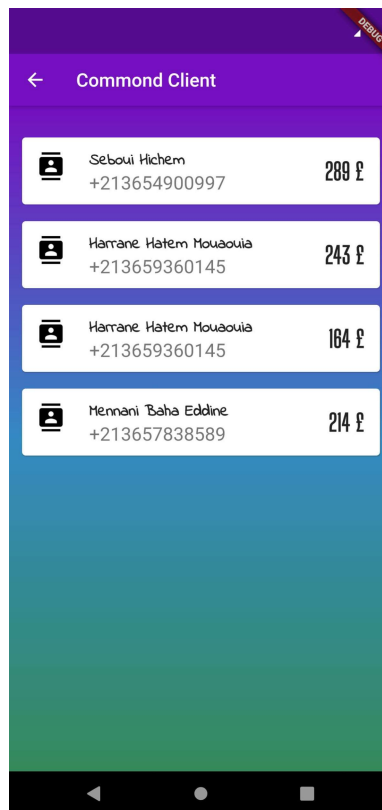 DEBUG
Commond Client
Seboui Hichem
289 £
+213654900997
Harrane Hatem Mouaouia
243 £
+213659360145
Harrane Hatem Mouaouia
164 £
+213659360145
Mennani Baha Eddine
214 £
+213657838589